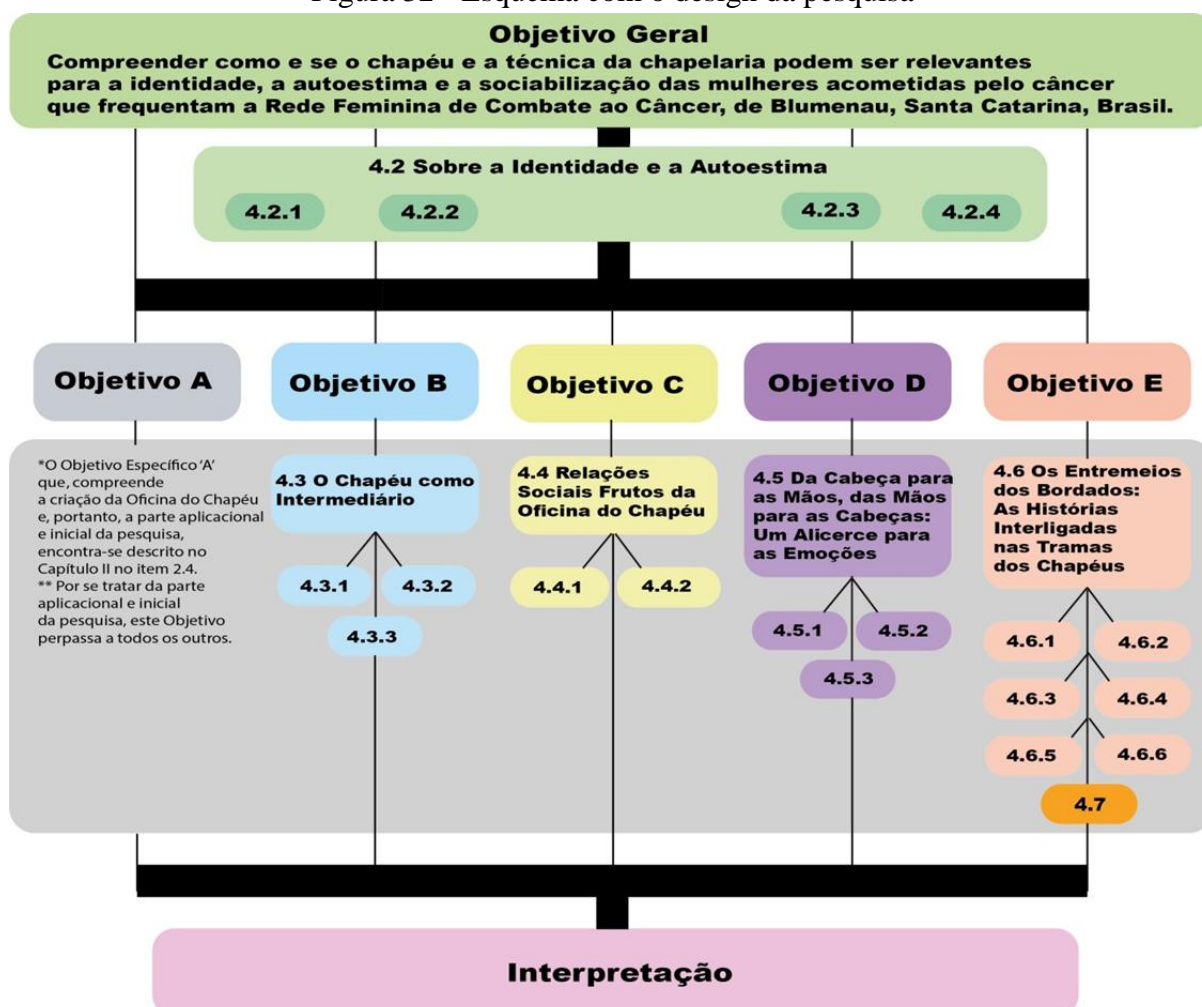 Figura 32 - Esquema com o design da pesquisa
Objetivo Geral
Compreender como e se o chapéu e a técnica da chapelaria podem ser relevantes
para a identidade, a autoestima e a sociabilização das mulheres acometidas pelo câncer
que frequentam a Rede Feminina de Combate ao Câncer, de Blumenau, Santa Catarina, Brasil.
4.2 Sobre a Identidade e a Autoestima
4.2.1 4.2.2 4.2.3 4.2.4
Objetivo A
Objetivo B
Objetivo C
Objetivo D
Objetivo E
*O Objetivo Específico 'A'
que, compreende
a criação da Oficina do Chapéu
e, portanto, a parte aplicacional
e inicial da pesquisa,
encontra-se descrito no
Capítulo II no item 2.4.
** Por se tratar da parte
aplicacional e inicial
da pesquisa, este Objetivo
perpassa a todos os outros.
4.3 O Chapéu como
Intermediário
4.3.1 4.3.2
4.3.3
4.4 Relações
Sociais Frutos da
Oficina do Chapéu
4.4.1 4.4.2
4.5 Da Cabeça para
as Mãos, das Mãos
para as Cabeças:
Um Alicerce para
as Emoções
4.5.1 4.5.2
4.5.3
4.6 Os Entremeios
dos Bordados:
As Histórias
Interligadas
nas Tramas
dos Chapéus
4.6.1 4.6.2
4.6.3 4.6.4
4.6.5 4.6.6
4.7
Interpretação